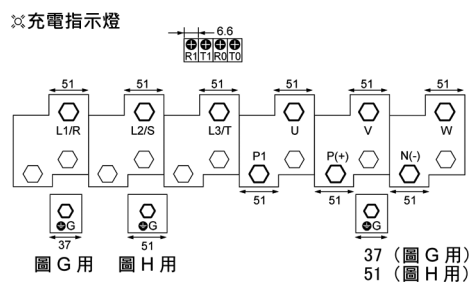 ※充電指示燈
6.6
R1 T1 R0 T0
51 51 51 51 51 51
L1/R L2/S L3/T U V W
P1 P(+) N(-)
51 51 51
G G G
37 51
圖 G 用 圖 H 用
37 (圖 G 用)
51 (圖 H 用)